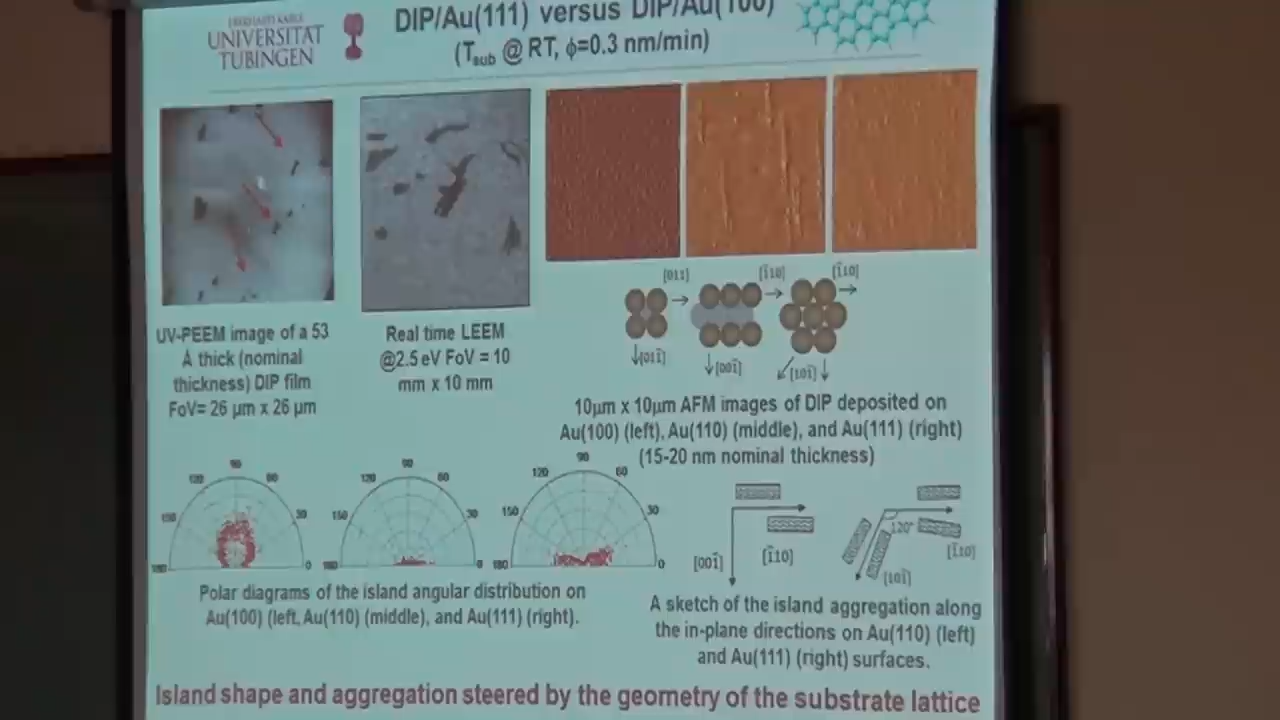 EBERHARD KARLS
UNIVERSITÄT
TÜBINGEN
DIP/Au(111) versus DIP/Au(100)
(Tsub @ RT, ϕ=0.3 nm/min)
UV-PEEM image of a 53
Å thick (nominal
thickness) DIP film
FoV= 26 µm x 26 µm
Real time LEEM
@2.5 eV FoV = 10
mm x 10 mm
[011]
[1̄10]
[1̄10]
[011̄]
[001̄]
[101̄]
10µm x 10µm AFM images of DIP deposited on
Au(100) (left), Au(110) (middle), and Au(111) (right)
(15-20 nm nominal thickness)
90
120
60
150
30
180
0
90
120
60
150
30
180
0
90
120
60
150
30
180
0
Polar diagrams of the island angular distribution on
Au(100) (left, Au(110) (middle), and Au(111) (right).
[001̄]
[1̄10]
120°
[1̄10]
[101̄]
A sketch of the island aggregation along
the in-plane directions on Au(110) (left)
and Au(111) (right) surfaces.
Island shape and aggregation steered by the geometry of the substrate lattice